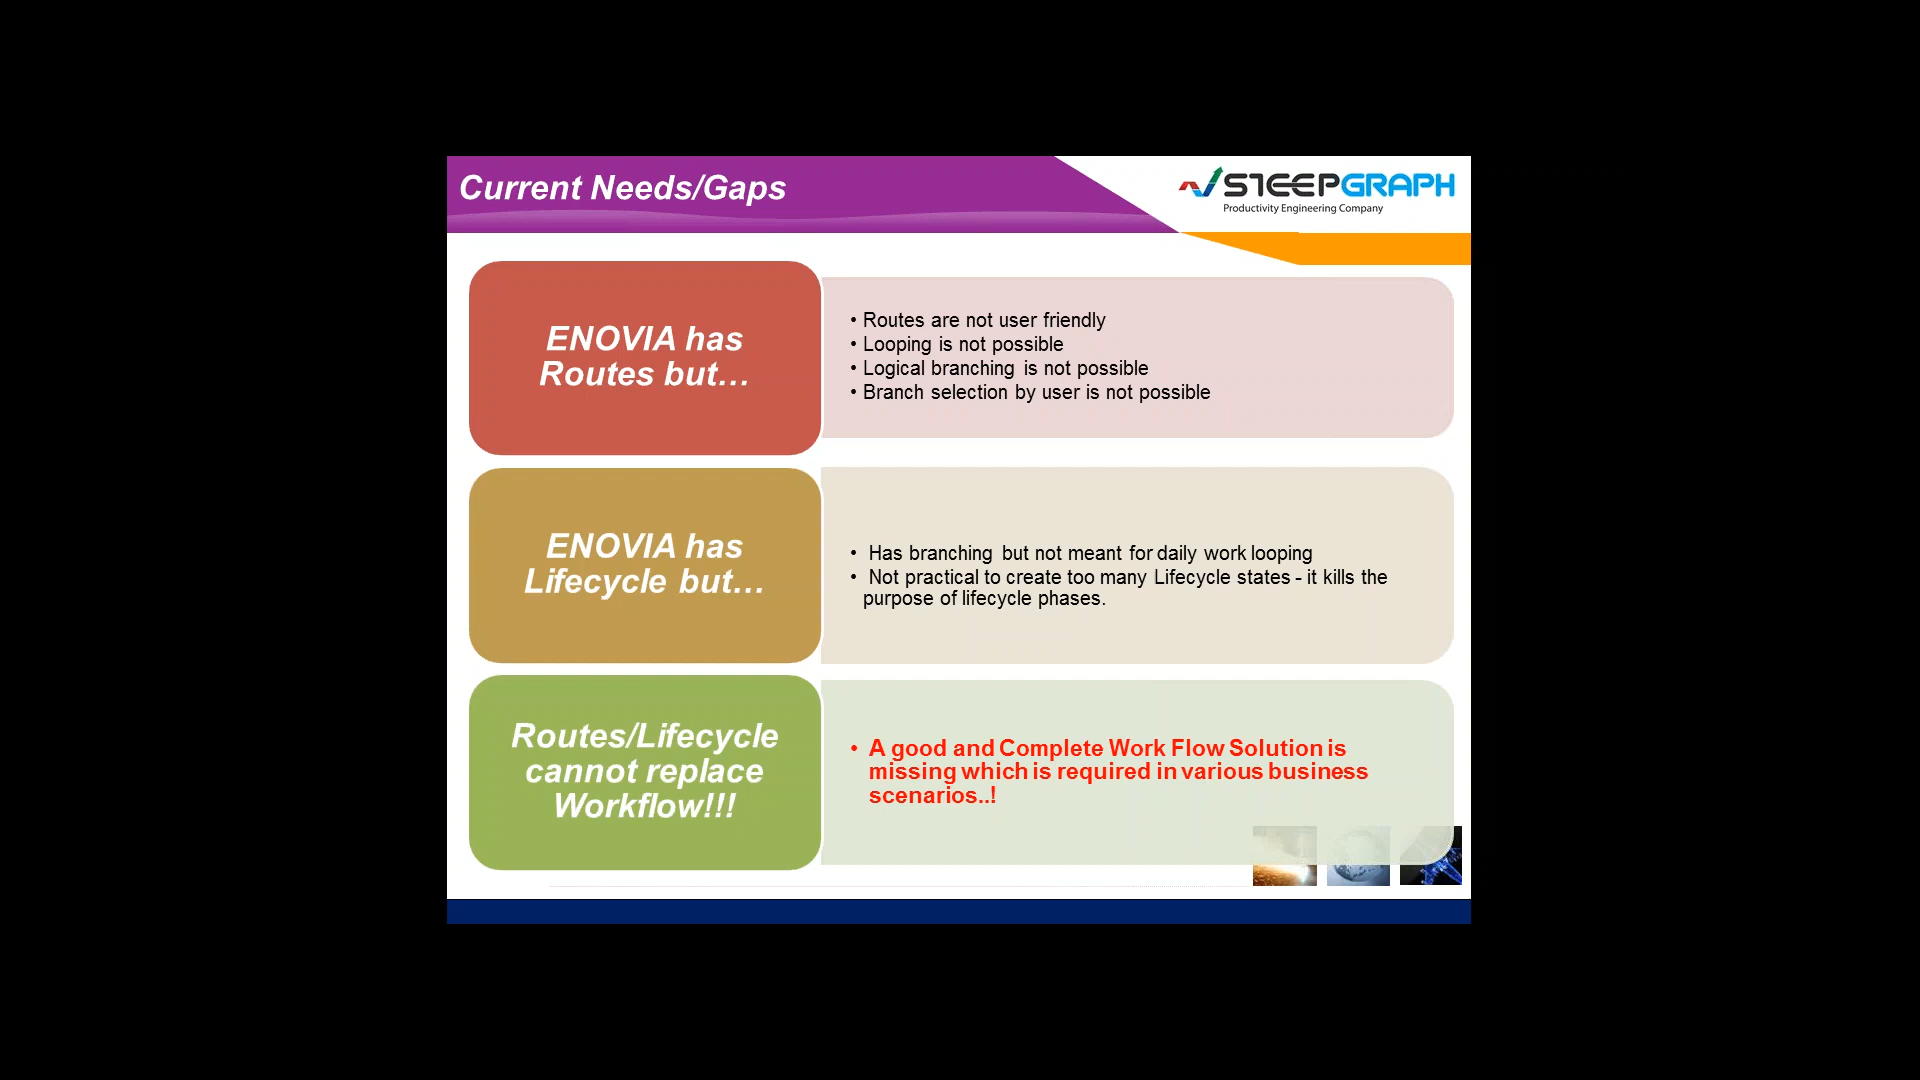 Current Needs/Gaps
STEEPGRAPH
Productivity Engineering Company
ENOVIA has
Routes but…
• Routes are not user friendly
• Looping is not possible
• Logical branching is not possible
• Branch selection by user is not possible
ENOVIA has
Lifecycle but…
• Has branching but not meant for daily work looping
• Not practical to create too many Lifecycle states - it kills the
purpose of lifecycle phases.
Routes/Lifecycle
cannot replace
Workflow!!!
• A good and Complete Work Flow Solution is
missing which is required in various business
scenarios..!